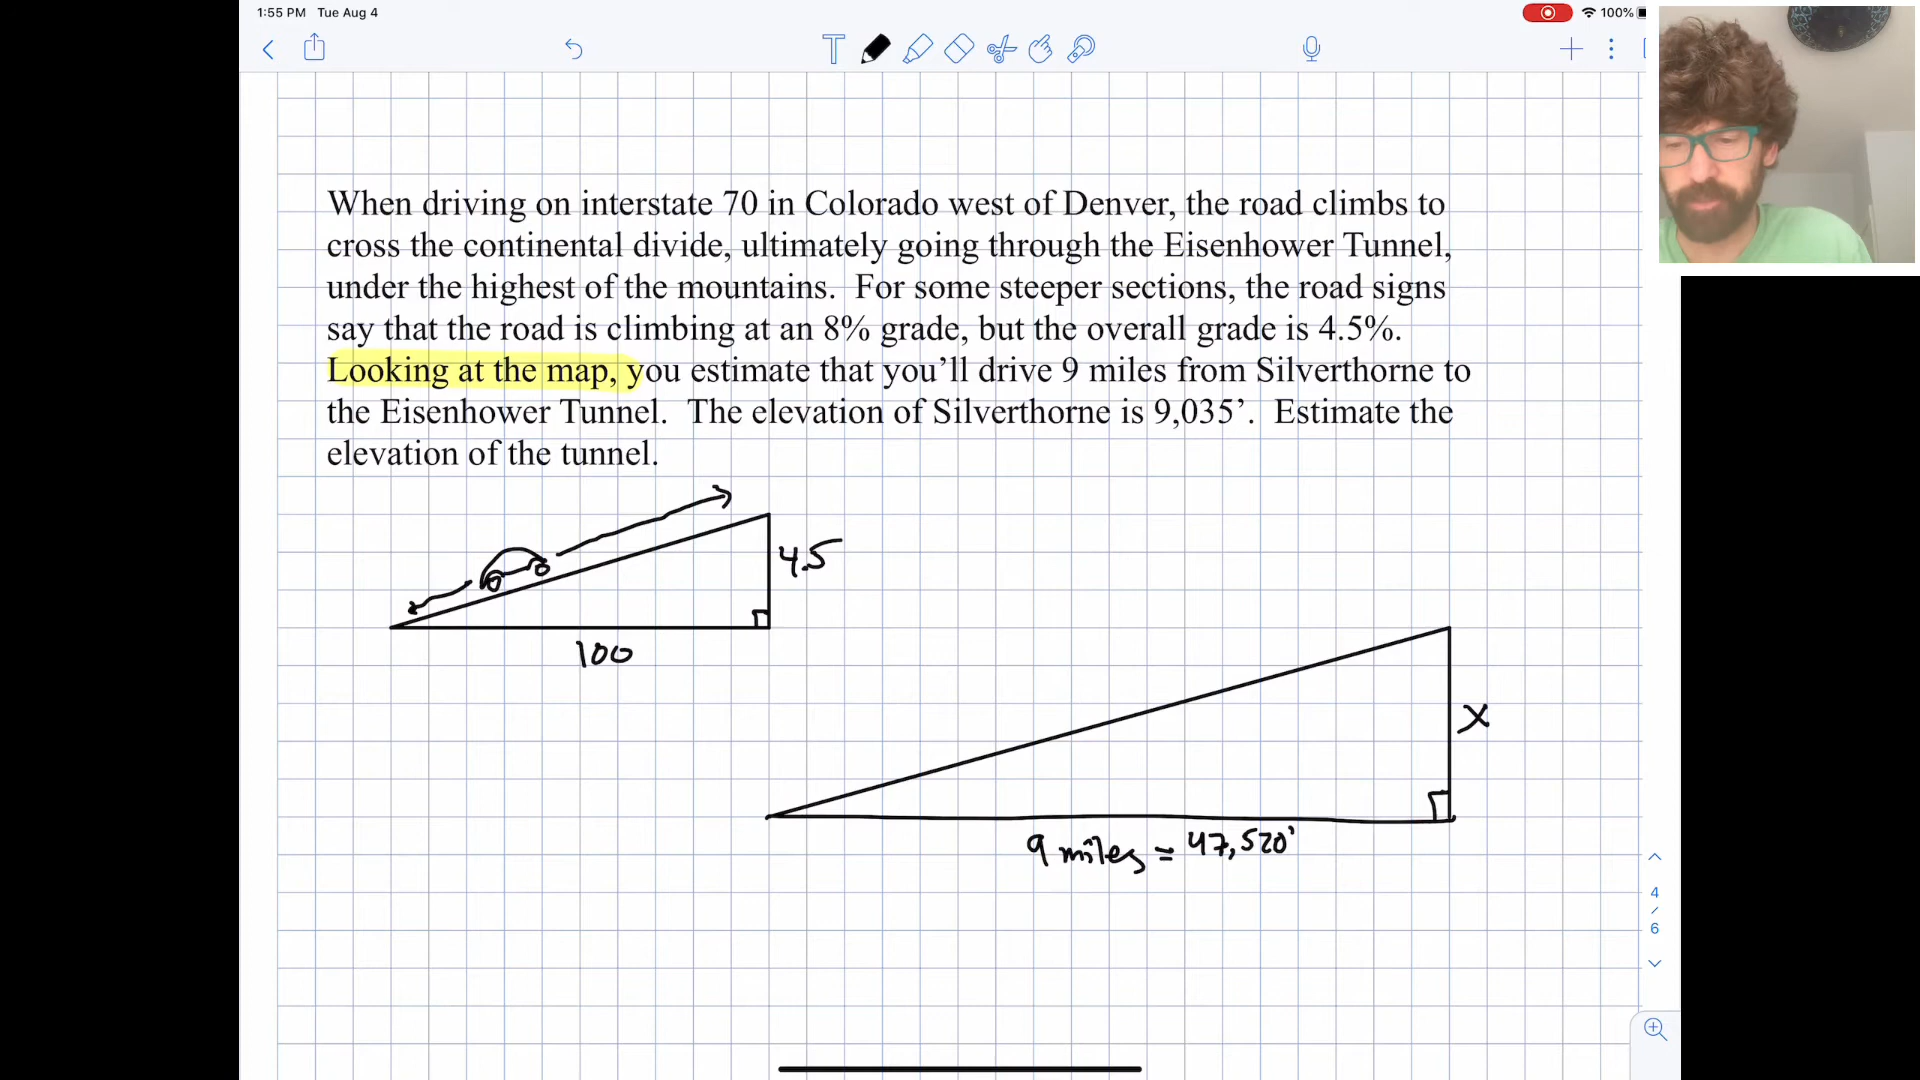 1:55 PM Tue Aug 4
100%
When driving on interstate 70 in Colorado west of Denver, the road climbs to
cross the continental divide, ultimately going through the Eisenhower Tunnel,
under the highest of the mountains. For some steeper sections, the road signs
say that the road is climbing at an 8% grade, but the overall grade is 4.5%.
Looking at the map, you estimate that you’ll drive 9 miles from Silverthorne to
the Eisenhower Tunnel. The elevation of Silverthorne is 9,035’. Estimate the
elevation of the tunnel.
4.5
100
x
9 miles = 47,520'
4
/
6